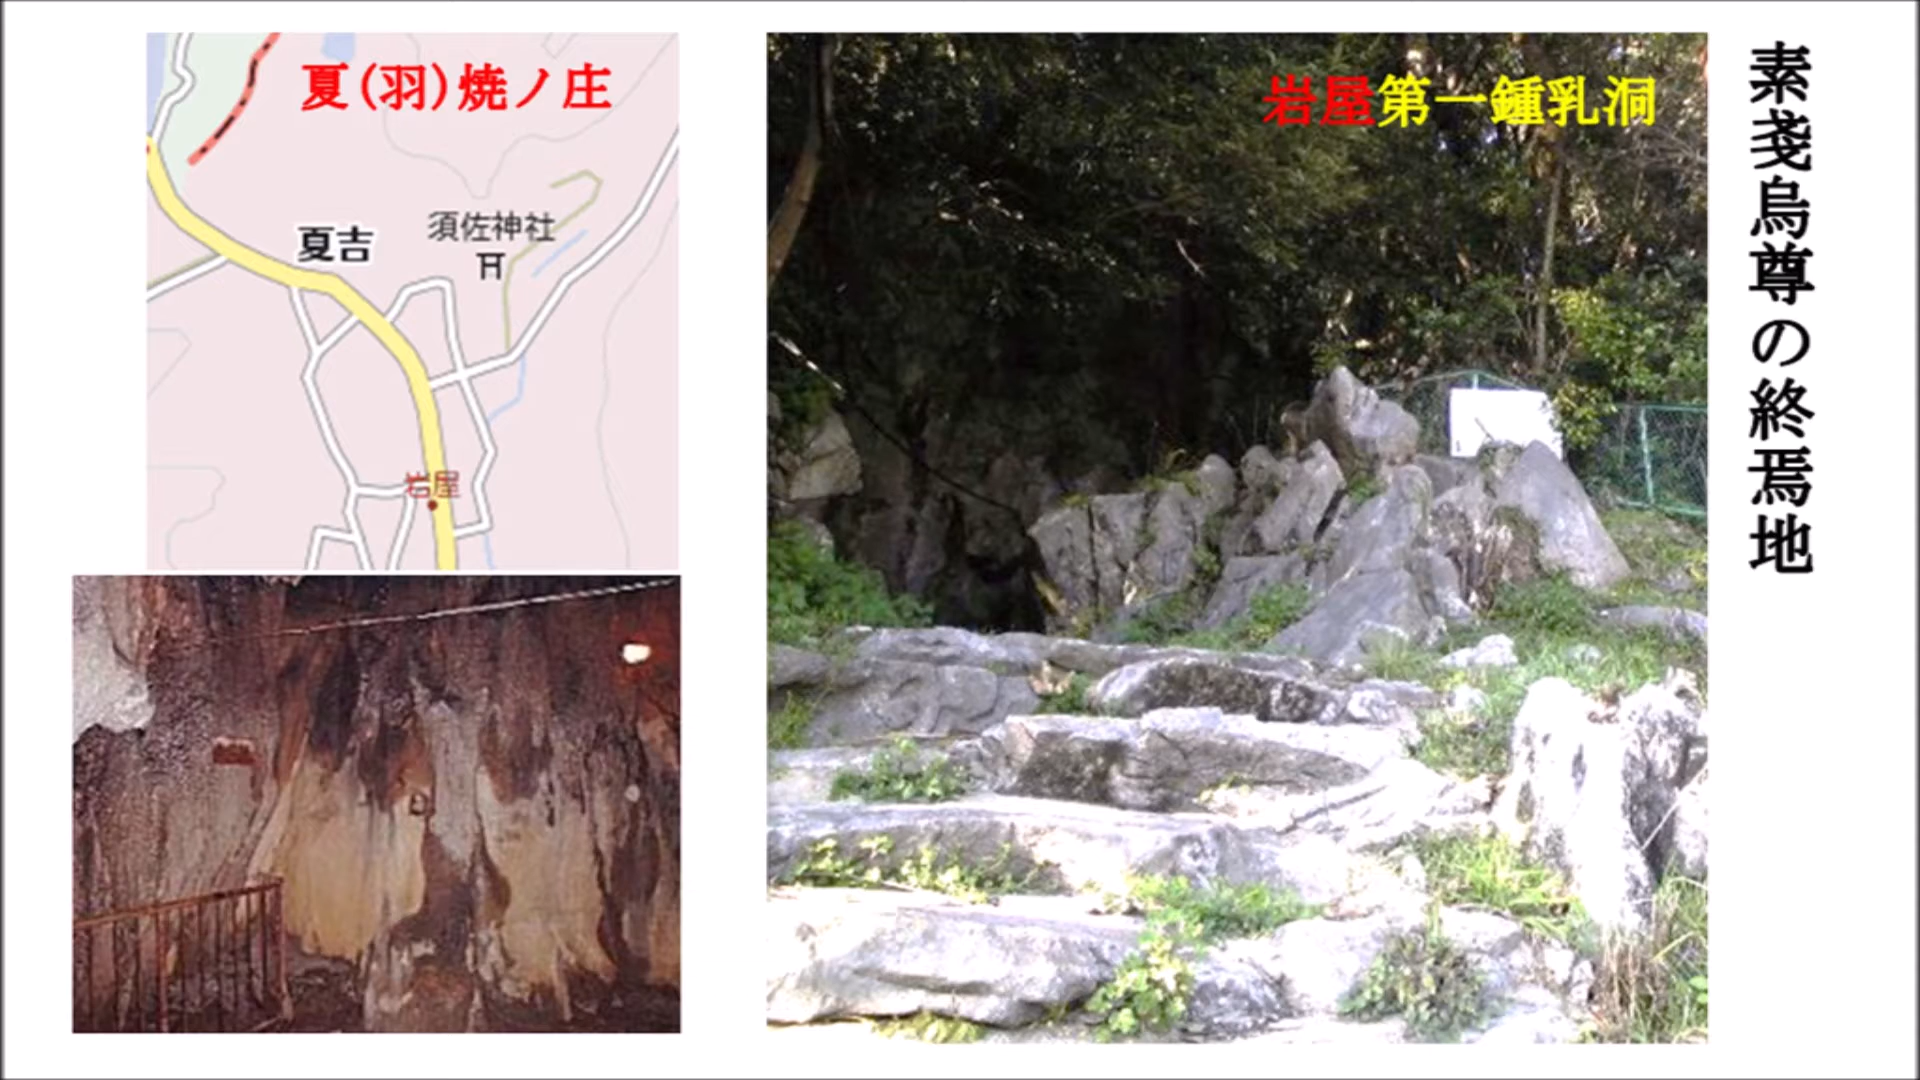 素戔烏尊の終焉地
夏(羽)焼ノ庄
須佐神社
夏吉
岩屋
岩屋第一鍾乳洞